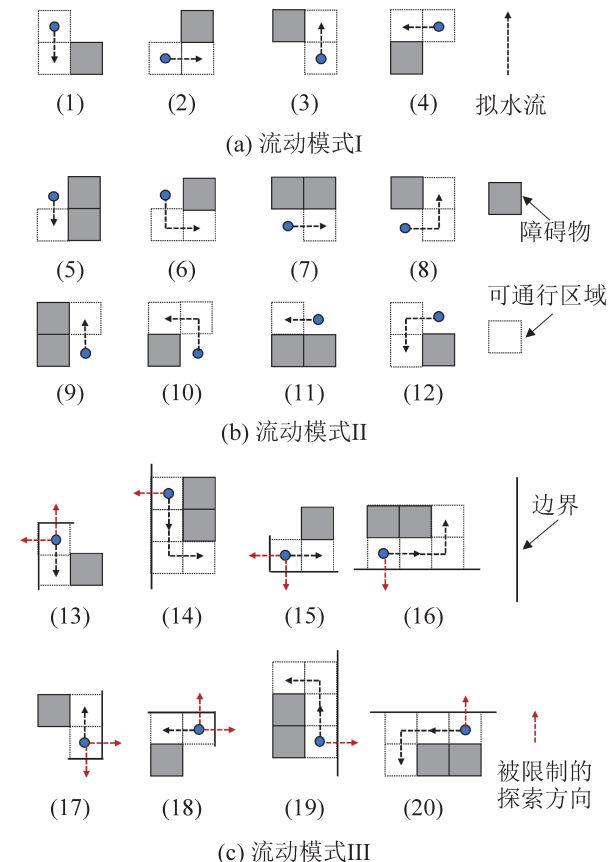 (1) (2) (3) (4) 拟水流
(a) 流动模式I
障碍物
(5) (6) (7) (8)
可通行区域
(9) (10) (11) (12)
(b) 流动模式II
边界
(13) (14) (15) (16)
被限制的
探索方向
(17) (18) (19) (20)
(c) 流动模式III